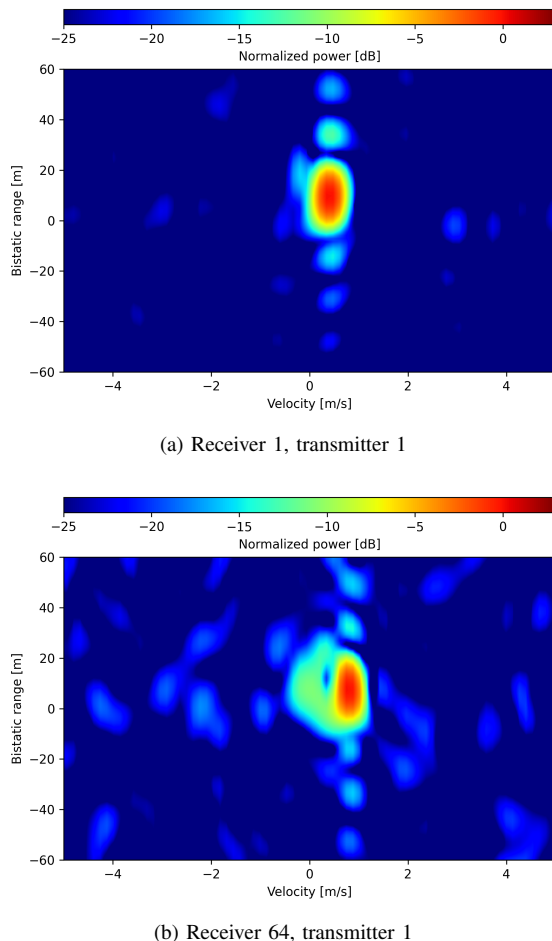 −25 −20 −15 −10 −5 0
Normalized power [dB]
60
40
20
0
−20
−40
−60
Bistatic range [m]
−4 −2 0 2 4
Velocity [m/s]
(a) Receiver 1, transmitter 1
−25 −20 −15 −10 −5 0
Normalized power [dB]
60
40
20
0
−20
−40
−60
Bistatic range [m]
−4 −2 0 2 4
Velocity [m/s]
(b) Receiver 64, transmitter 1